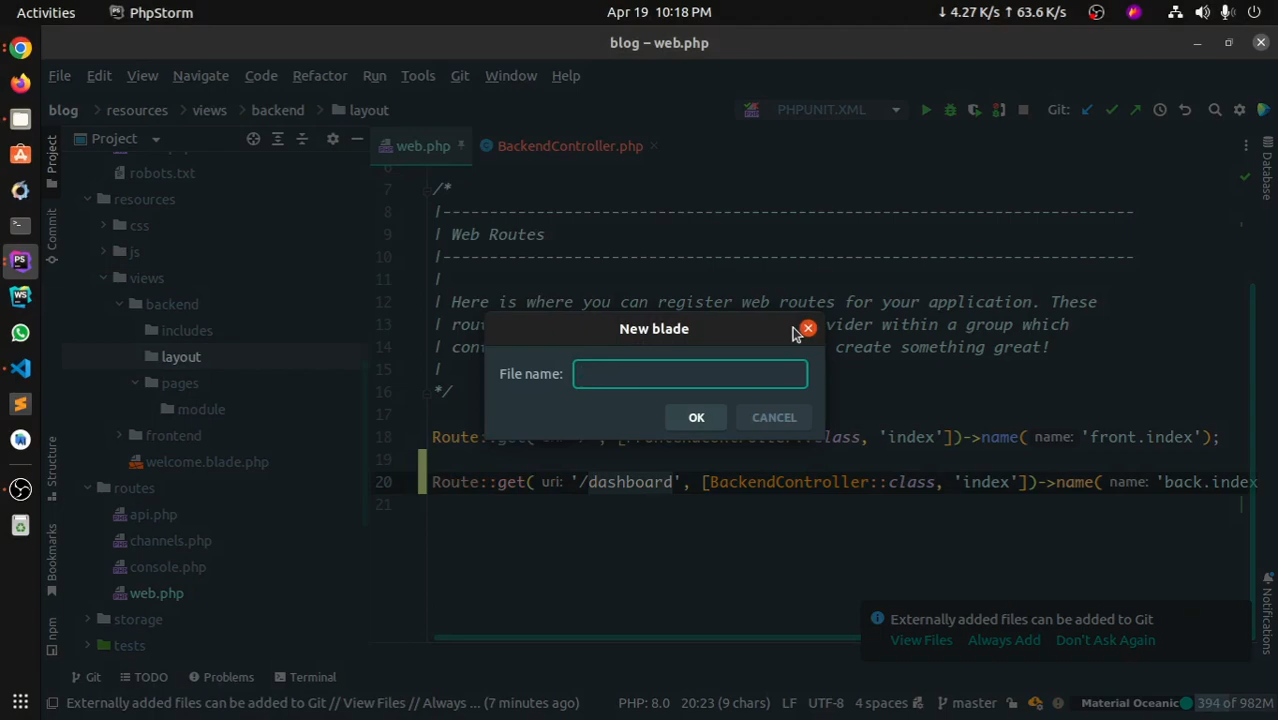 Activities
PhpStorm
Apr 19 10:18 PM
↓ 4.27 K/s ↑ 63.6 K/s
blog – web.php
File Edit View Navigate Code Refactor Run Tools Git Window Help
blog resources views backend layout
PHPUNIT.XML
Git:
Project
web.php
BackendController.php
Project
Commit
Structure
Bookmarks
npm
Database
Notifications
robots.txt
resources
css
js
views
backend
includes
layout
pages
module
frontend
welcome.blade.php
routes
api.php
channels.php
console.php
web.php
storage
tests
6
7 /*
8 |--------------------------------------------------------------------------
9 | Web Routes
10 |--------------------------------------------------------------------------
11 |
12 | Here is where you can register web routes for your application. These
13 | rou vider within a group which
14 | con create something great!
15 |
16 */
17
18 Route::get( , class, 'index'])->name( name: 'front.index');
19
20 Route::get( uri: '/dashboard', [BackendController::class, 'index'])->name( name: 'back.index
21
New blade
File name:
OK
CANCEL
Externally added files can be added to Git
View Files Always Add Don't Ask Again
Git TODO Problems Terminal
Externally added files can be added to Git // View Files // Always ... (7 minutes ago)
PHP: 8.0 20:23 (9 chars) LF UTF-8 4 spaces master Material Oceanic 394 of 982M